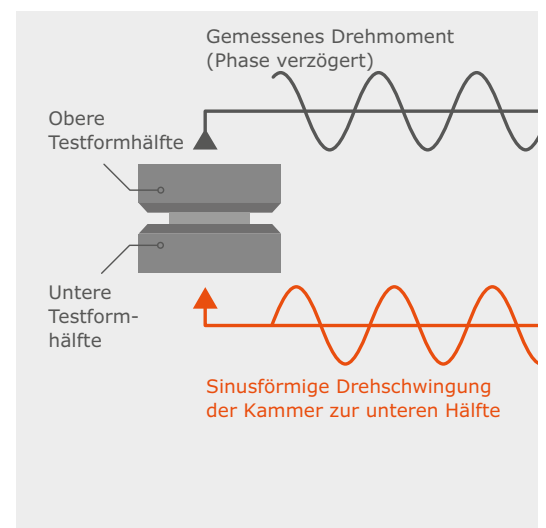 Gemessenes Drehmoment
(Phase verzögert)
Obere
Testformhälfte
Untere
Testform-
hälfte
Sinusförmige Drehschwingung
der Kammer zur unteren Hälfte